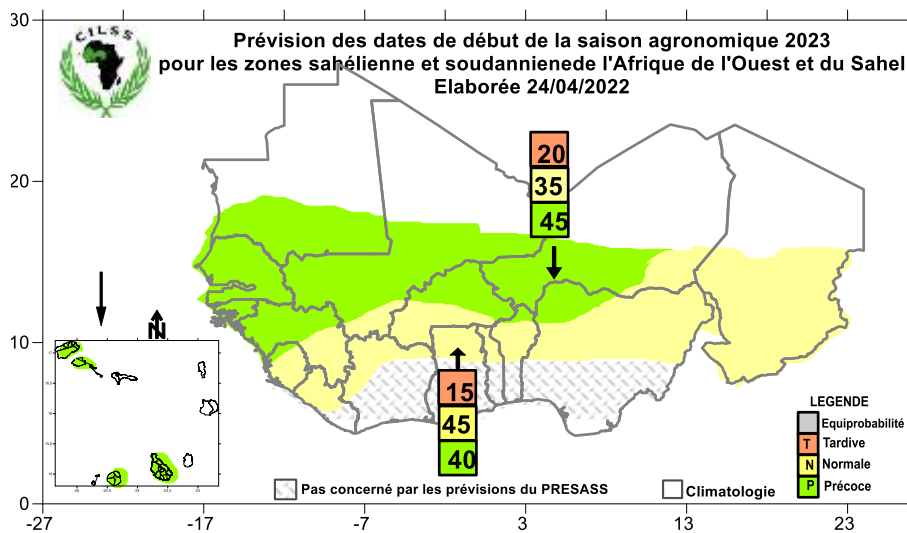 30
CILSS
Prévision des dates de début de la saison agronomique 2023
pour les zones sahélienne et soudannienede l'Afrique de l'Ouest et du Sahel
Elaborée 24/04/2022
20
20
35
45
10
N
15
45
40
LEGENDE
Equiprobabilité
T Tardive
N Normale
P Précoce
Pas concerné par les prévisions du PRESASS
Climatologie
0
-27 -17 -7 3 13 23